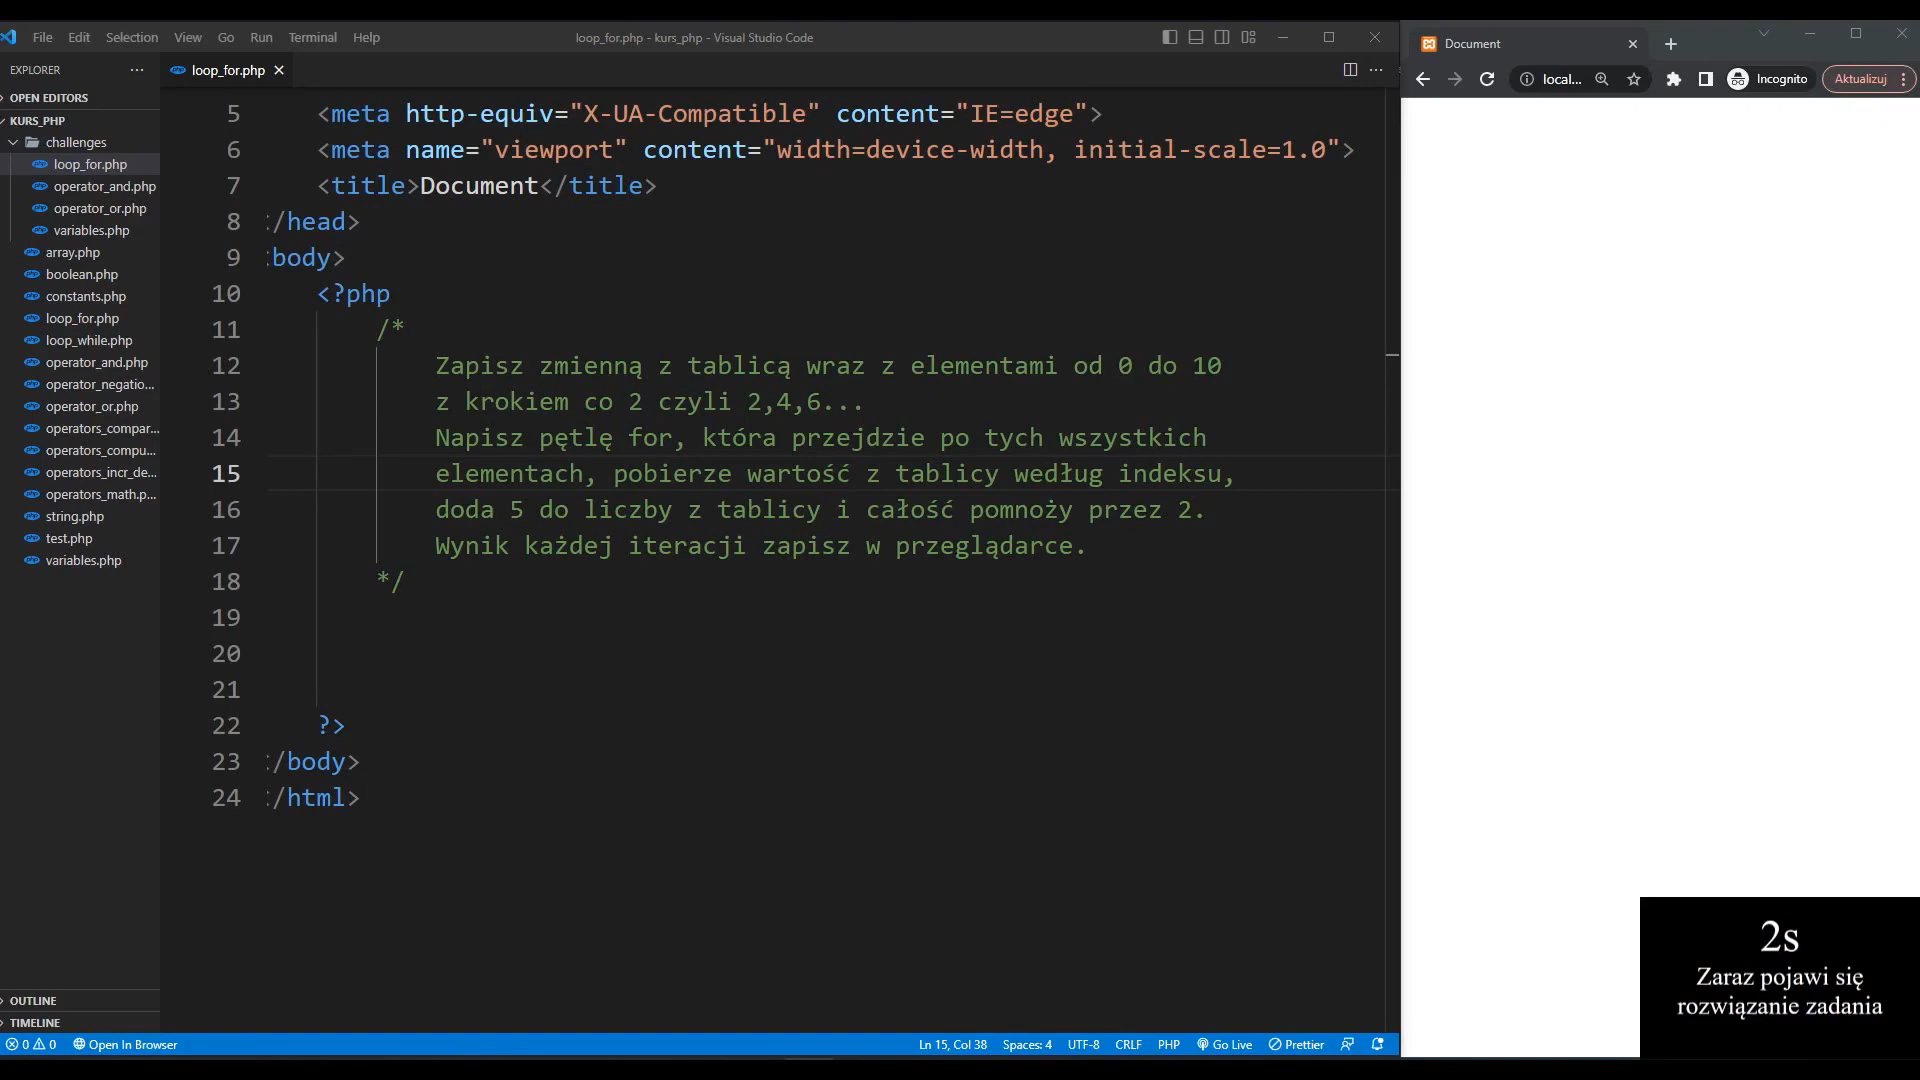 File Edit Selection View Go Run Terminal Help
loop_for.php - kurs_php - Visual Studio Code
EXPLORER
OPEN EDITORS
KURS_PHP
challenges
loop_for.php
operator_and.php
operator_or.php
variables.php
array.php
boolean.php
constants.php
loop_for.php
loop_while.php
operator_and.php
operator_negatio...
operator_or.php
operators_compar...
operators_compu...
operators_incr_de...
operators_math.p...
string.php
test.php
variables.php
OUTLINE
TIMELINE
loop_for.php
5 <meta http-equiv="X-UA-Compatible" content="IE=edge">
6 <meta name="viewport" content="width=device-width, initial-scale=1.0">
7 <title>Document</title>
8 /head>
9 body>
10 <?php
11 /*
12 Zapisz zmienną z tablicą wraz z elementami od 0 do 10
13 z krokiem co 2 czyli 2,4,6...
14 Napisz pętlę for, która przejdzie po tych wszystkich
15 elementach, pobierze wartość z tablicy według indeksu,
16 doda 5 do liczby z tablicy i całość pomnoży przez 2.
17 Wynik każdej iteracji zapisz w przeglądarce.
18 */
19
20
21
22 ?>
23 /body>
24 /html>
0 0 Open In Browser
Ln 15, Col 38 Spaces: 4 UTF-8 CRLF PHP Go Live Prettier
Document
local... Incognito Aktualizuj
2s
Zaraz pojawi się
rozwiązanie zadania